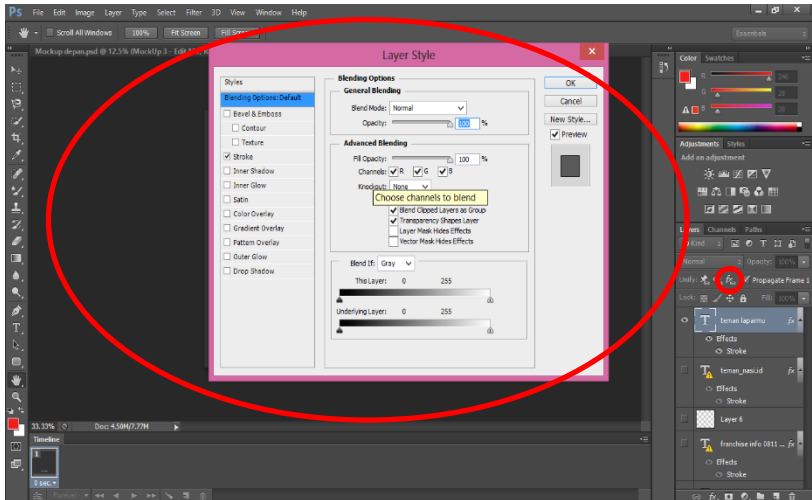 Ps File Edit Image Layer Type Select Filter 3D View Window Help
Scroll All Windows 100% Fit Screen Fill Screen Essentials
Mockup depan.psd @ 12.5% (MockUp 3 - Edit
Layer Style
Styles
Blending Options:Default
Bevel & Emboss
Contour
Texture
Stroke
Inner Shadow
Inner Glow
Satin
Color Overlay
Gradient Overlay
Pattern Overlay
Outer Glow
Drop Shadow
Blending Options
General Blending
Blend Mode: Normal
Opacity: 100 %
Advanced Blending
Fill Opacity: 100 %
Channels: R G B
Knockout: None
Choose channels to blend
Blend Clipped Layers as Group
Transparency Shapes Layer
Layer Mask Hides Effects
Vector Mask Hides Effects
Blend If: Gray
This Layer: 0 255
Underlying Layer: 0 255
OK
Cancel
New Style...
Preview
Color Swatches
R 246
G 28
B 28
Adjustments Styles
Add an adjustment
Layers Channels Paths
Kind
Normal Opacity: 100%
Unify: Propagate Frame 1
Lock: Fill: 100%
T teman laparmu fx
Effects
Stroke
T teman_nasi.id fx
Effects
Stroke
Layer 6
T franchise info 0811 ... fx
Effects
Stroke
33.33% Doc: 4.50M/7.77M
Timeline
1
0 sec.
Forever